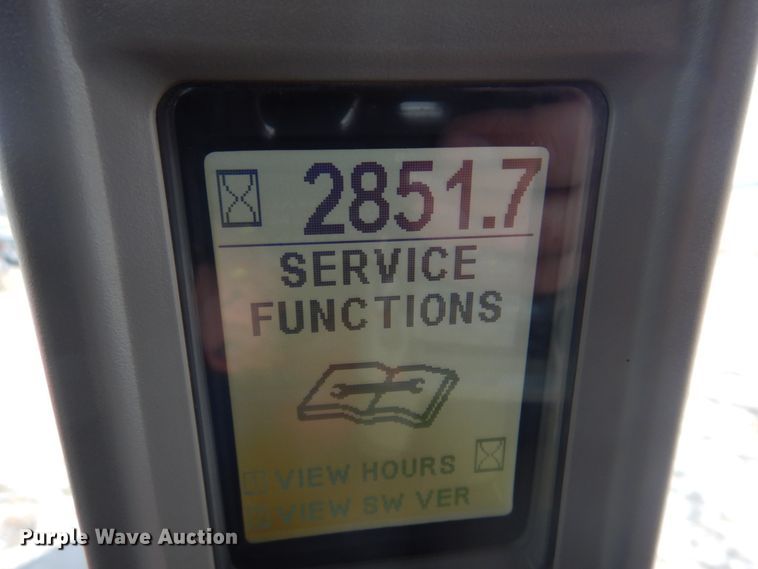 2851.7
SERVICE
FUNCTIONS
VIEW HOURS
VIEW SW VER
Purple Wave Auction